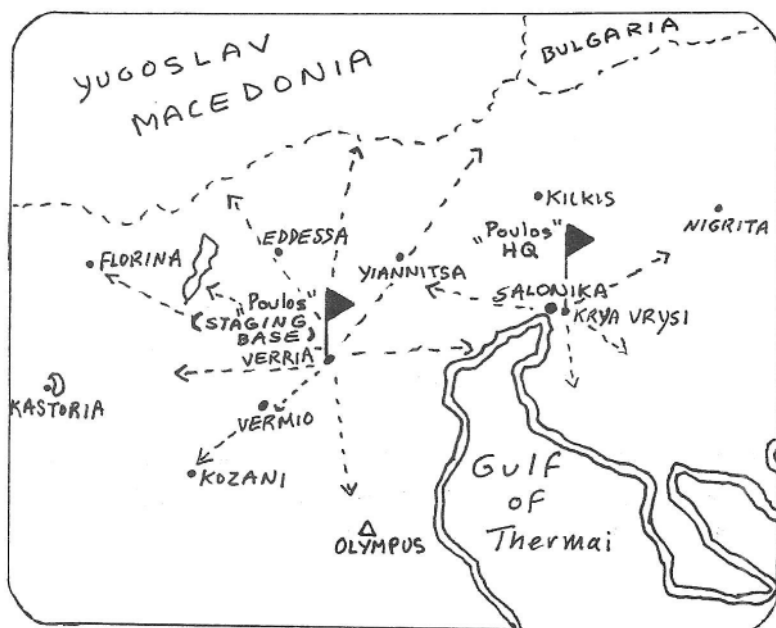 YUGOSLAV
MACEDONIA
BULGARIA
KILKIS
NIGRITA
"Poulos"
HQ
FLORINA
EDDESSA
YIANNITSA
SALONIKA
KRYA VRYSI
"Poulos"
(STAGING
BASE)
VERRIA
KASTORIA
VERMIO
KOZANI
OLYMPUS
Gulf
of
Thermai